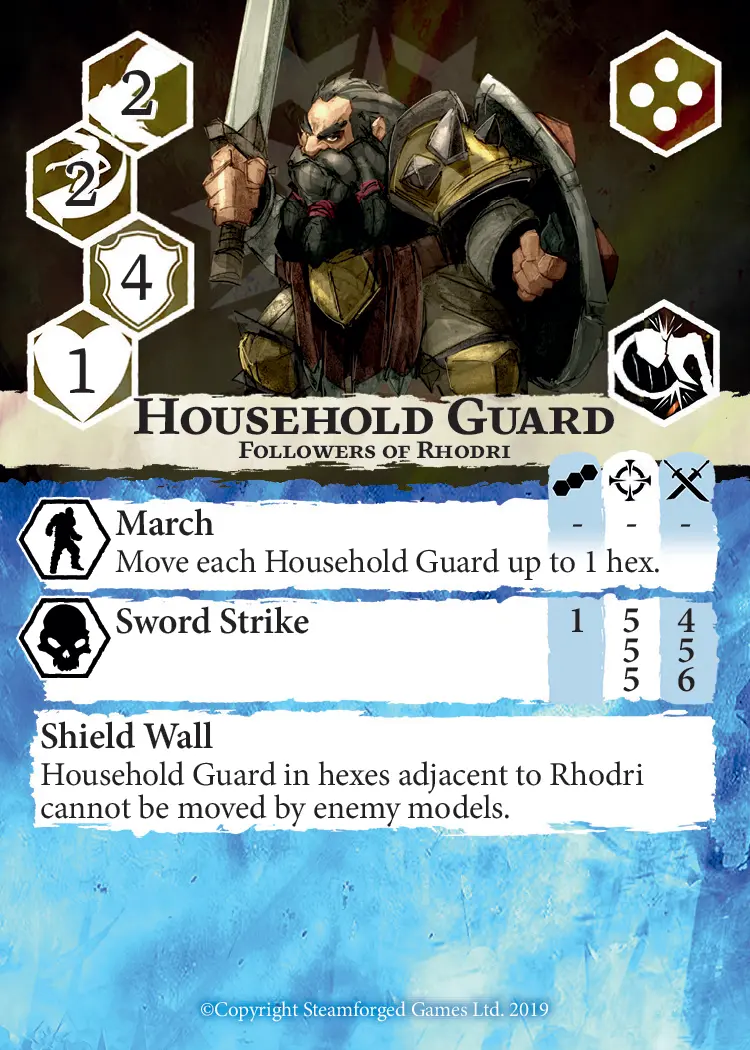 2
2
4
1
Household Guard
Followers of Rhodri
March - - -
Move each Household Guard up to 1 hex.
Sword Strike 1 5 4
5 5
5 6
Shield Wall
Household Guard in hexes adjacent to Rhodri
cannot be moved by enemy models.
©Copyright Steamforged Games Ltd. 2019